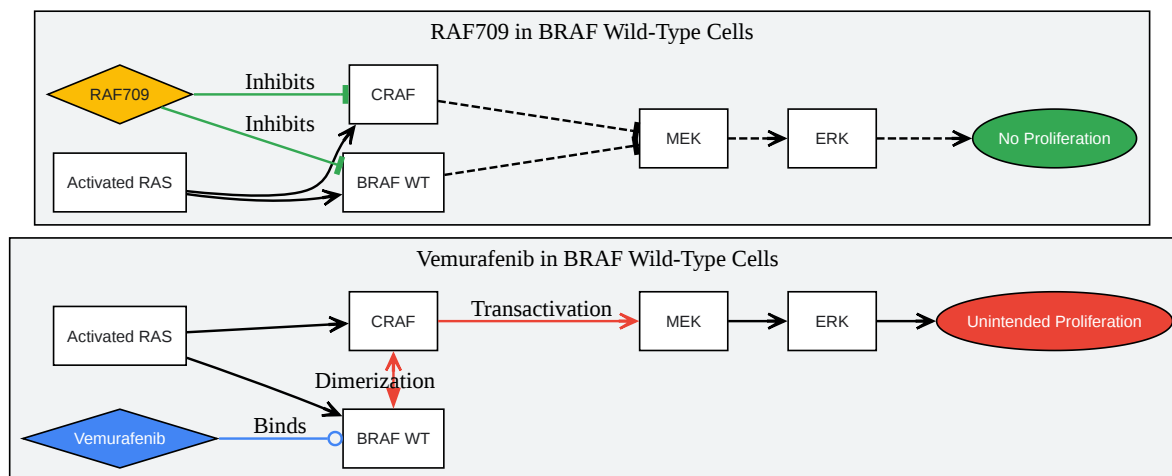 RAF709 in BRAF Wild-Type Cells
RAF709
Inhibits
CRAF
Inhibits
MEK
ERK
No Proliferation
Activated RAS
BRAF WT
Vemurafenib in BRAF Wild-Type Cells
Activated RAS
CRAF
Transactivation
MEK
ERK
Unintended Proliferation
Dimerization
Vemurafenib
Binds
BRAF WT